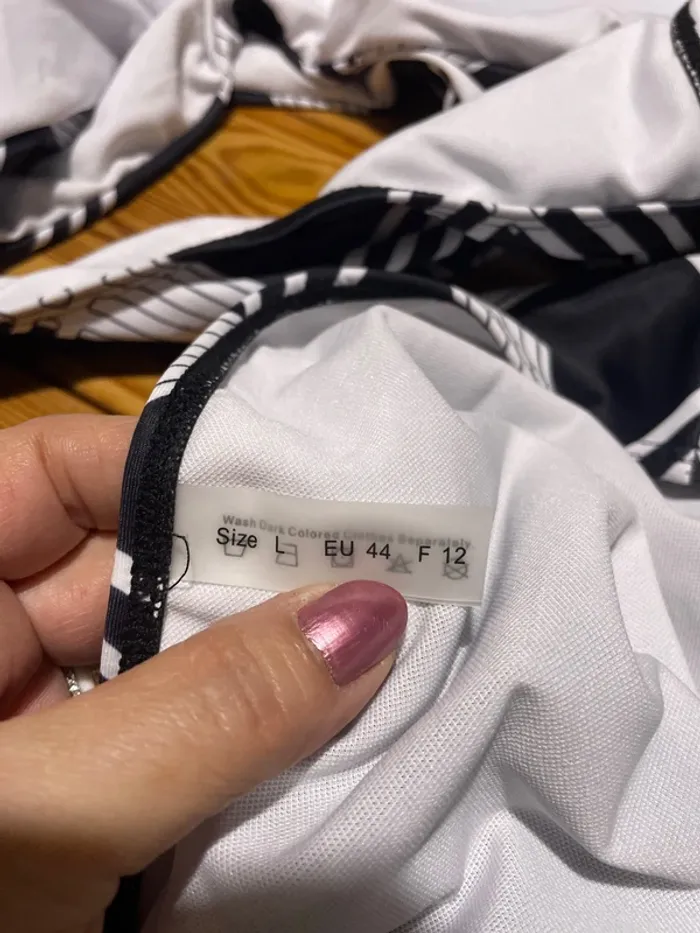 Wash Dark Colored Clothes Separately
Size L EU 44 F 12